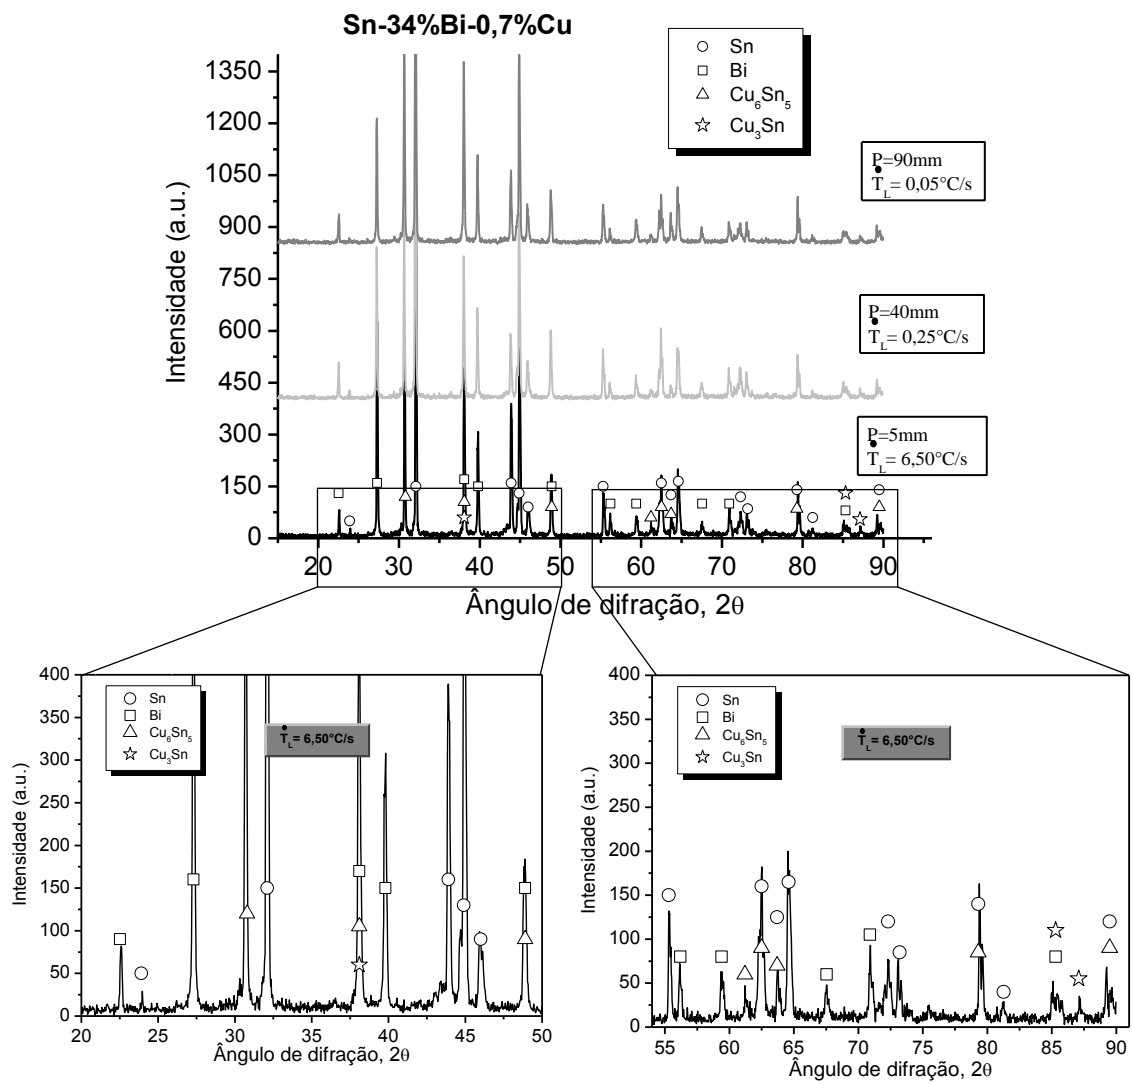 Sn-34%Bi-0,7%Cu
Sn
Bi
Cu6Sn5
Cu3Sn
P=90mm
ṪL= 0,05°C/s
P=40mm
ṪL= 0,25°C/s
P=5mm
ṪL= 6,50°C/s
Intensidade (a.u.)
1350
1200
1050
900
750
600
450
300
150
0
20 30 40 50 60 70 80 90
Ângulo de difração, 2θ
Sn
Bi
Cu6Sn5
Cu3Sn
ṪL= 6,50°C/s
Intensidade (a.u.)
400
350
300
250
200
150
100
50
0
20 25 30 35 40 45 50
Ângulo de difração, 2θ
Sn
Bi
Cu6Sn5
Cu3Sn
ṪL= 6,50°C/s
Intensidade (a.u.)
400
350
300
250
200
150
100
50
0
55 60 65 70 75 80 85 90
Ângulo de difração, 2θ